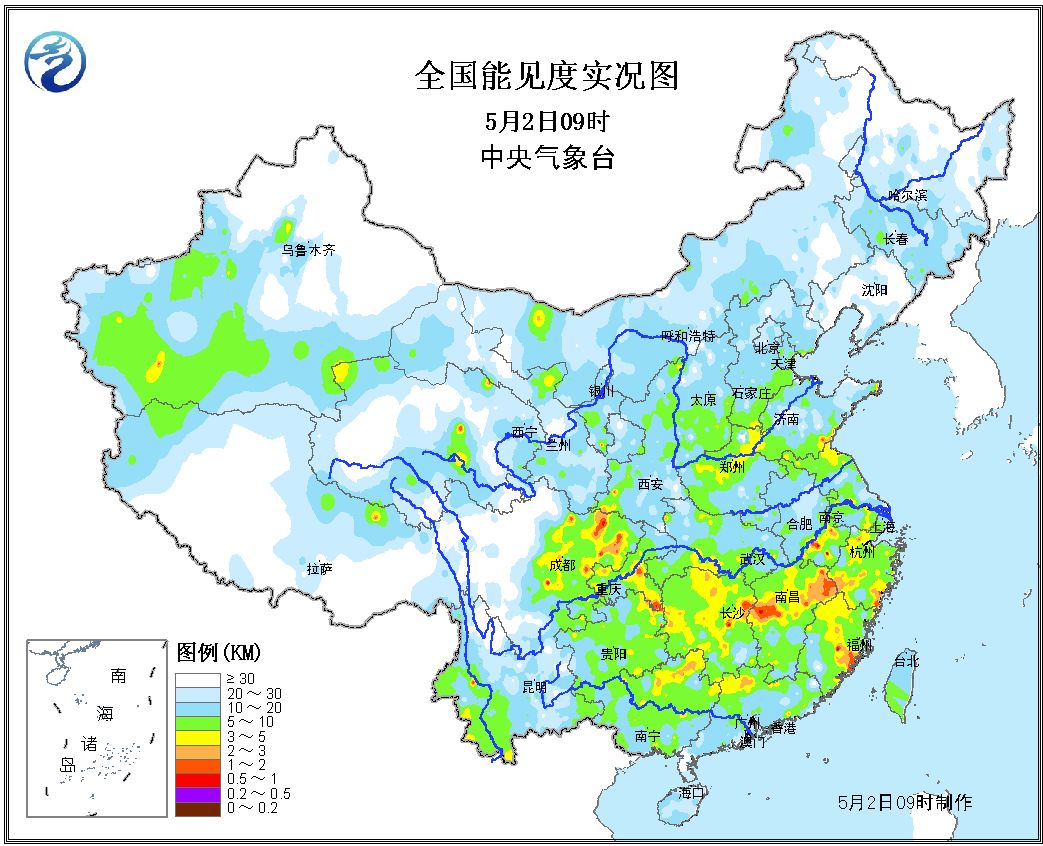 全国能见度实况图
5月2日09时
中央气象台
哈尔滨
长春
乌鲁木齐
沈阳
呼和浩特
北京
天津
银川
太原
石家庄
济南
西宁
兰州
郑州
西安
合肥
南京
上海
成都
武汉
杭州
拉萨
重庆
南昌
长沙
贵阳
福州
台北
昆明
广州
香港
南宁
澳门
海口
南
海
诸
岛
图例(KM)
≥30
20～30
10～20
5～10
3～5
2～3
1～2
0.5～1
0.2～0.5
0～0.2
5月2日09时制作